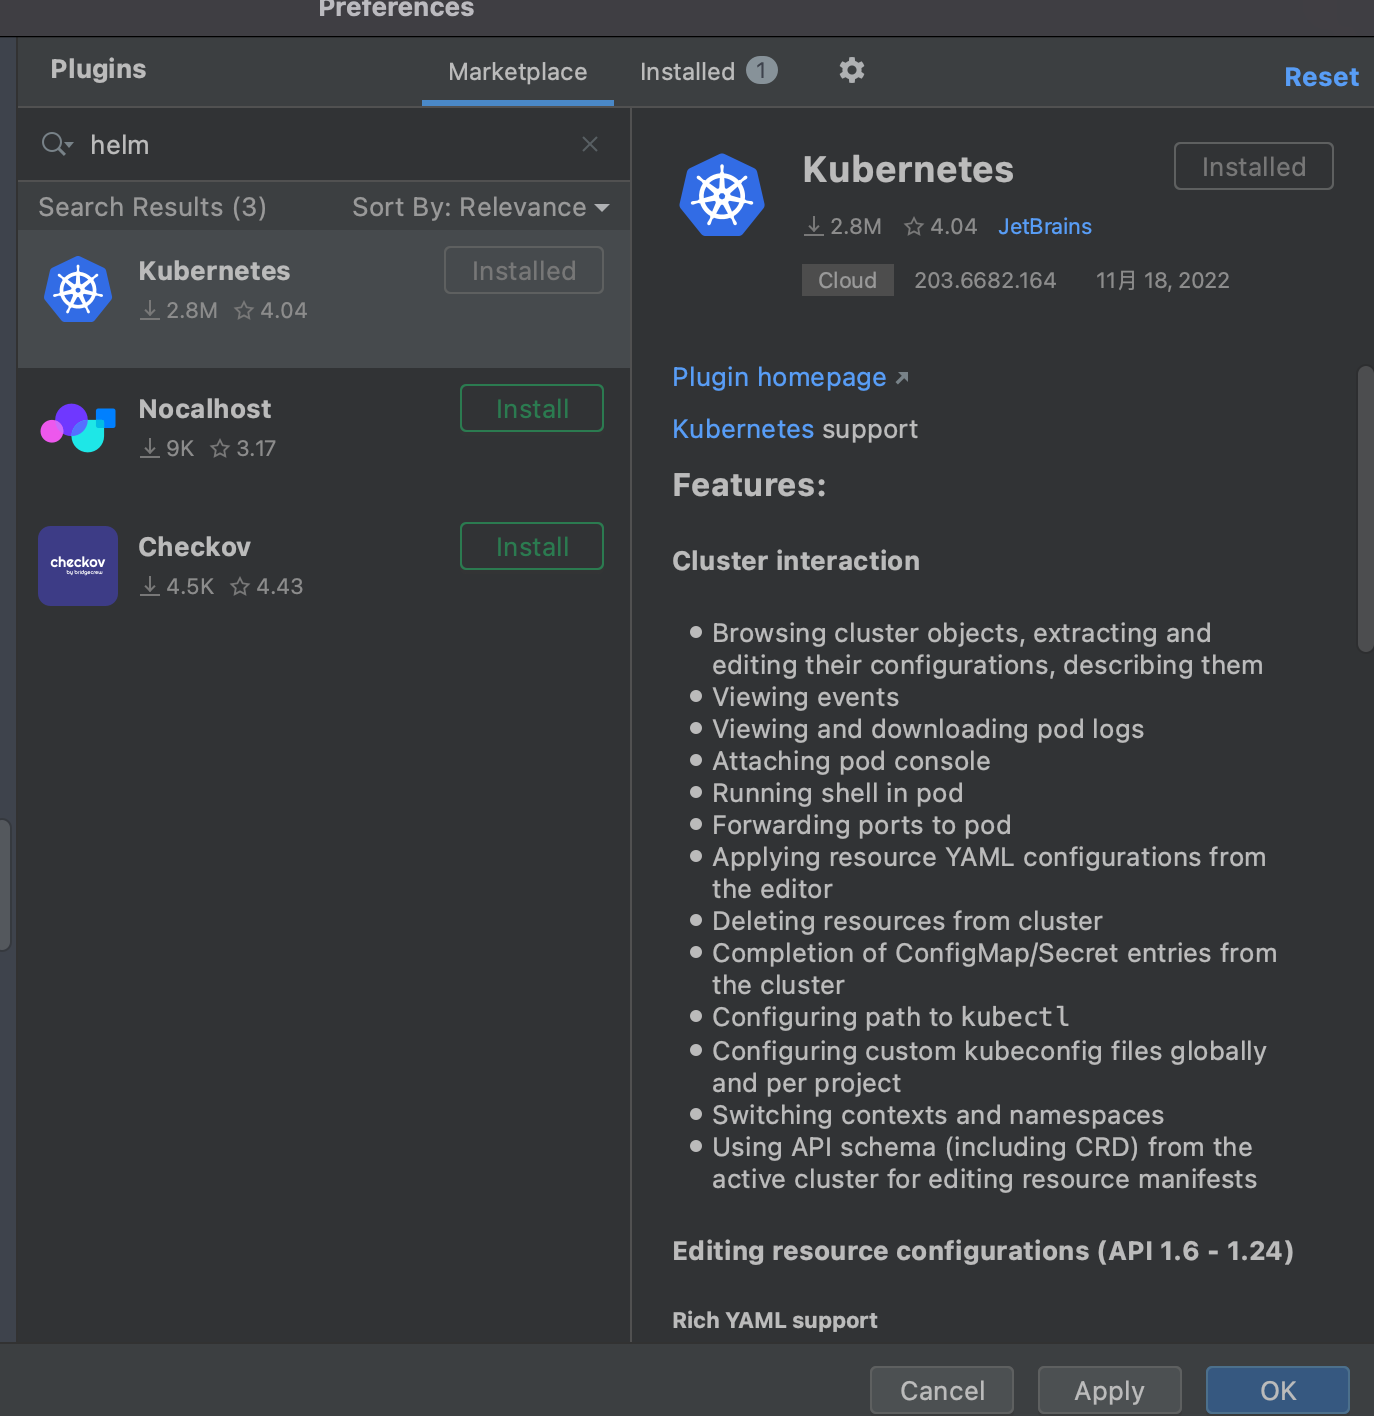 Preferences
Plugins
Marketplace
Installed 1
Reset
helm
Search Results (3)
Sort By: Relevance
Kubernetes
Installed
2.8M 4.04
Nocalhost
Install
9K 3.17
checkov
by bridgecrew
Checkov
Install
4.5K 4.43
Kubernetes
Installed
2.8M 4.04 JetBrains
Cloud 203.6682.164 11月 18, 2022
Plugin homepage
Kubernetes support
Features:
Cluster interaction
Browsing cluster objects, extracting and
editing their configurations, describing them
Viewing events
Viewing and downloading pod logs
Attaching pod console
Running shell in pod
Forwarding ports to pod
Applying resource YAML configurations from
the editor
Deleting resources from cluster
Completion of ConfigMap/Secret entries from
the cluster
Configuring path to kubectl
Configuring custom kubeconfig files globally
and per project
Switching contexts and namespaces
Using API schema (including CRD) from the
active cluster for editing resource manifests
Editing resource configurations (API 1.6 - 1.24)
Rich YAML support
Cancel
Apply
OK